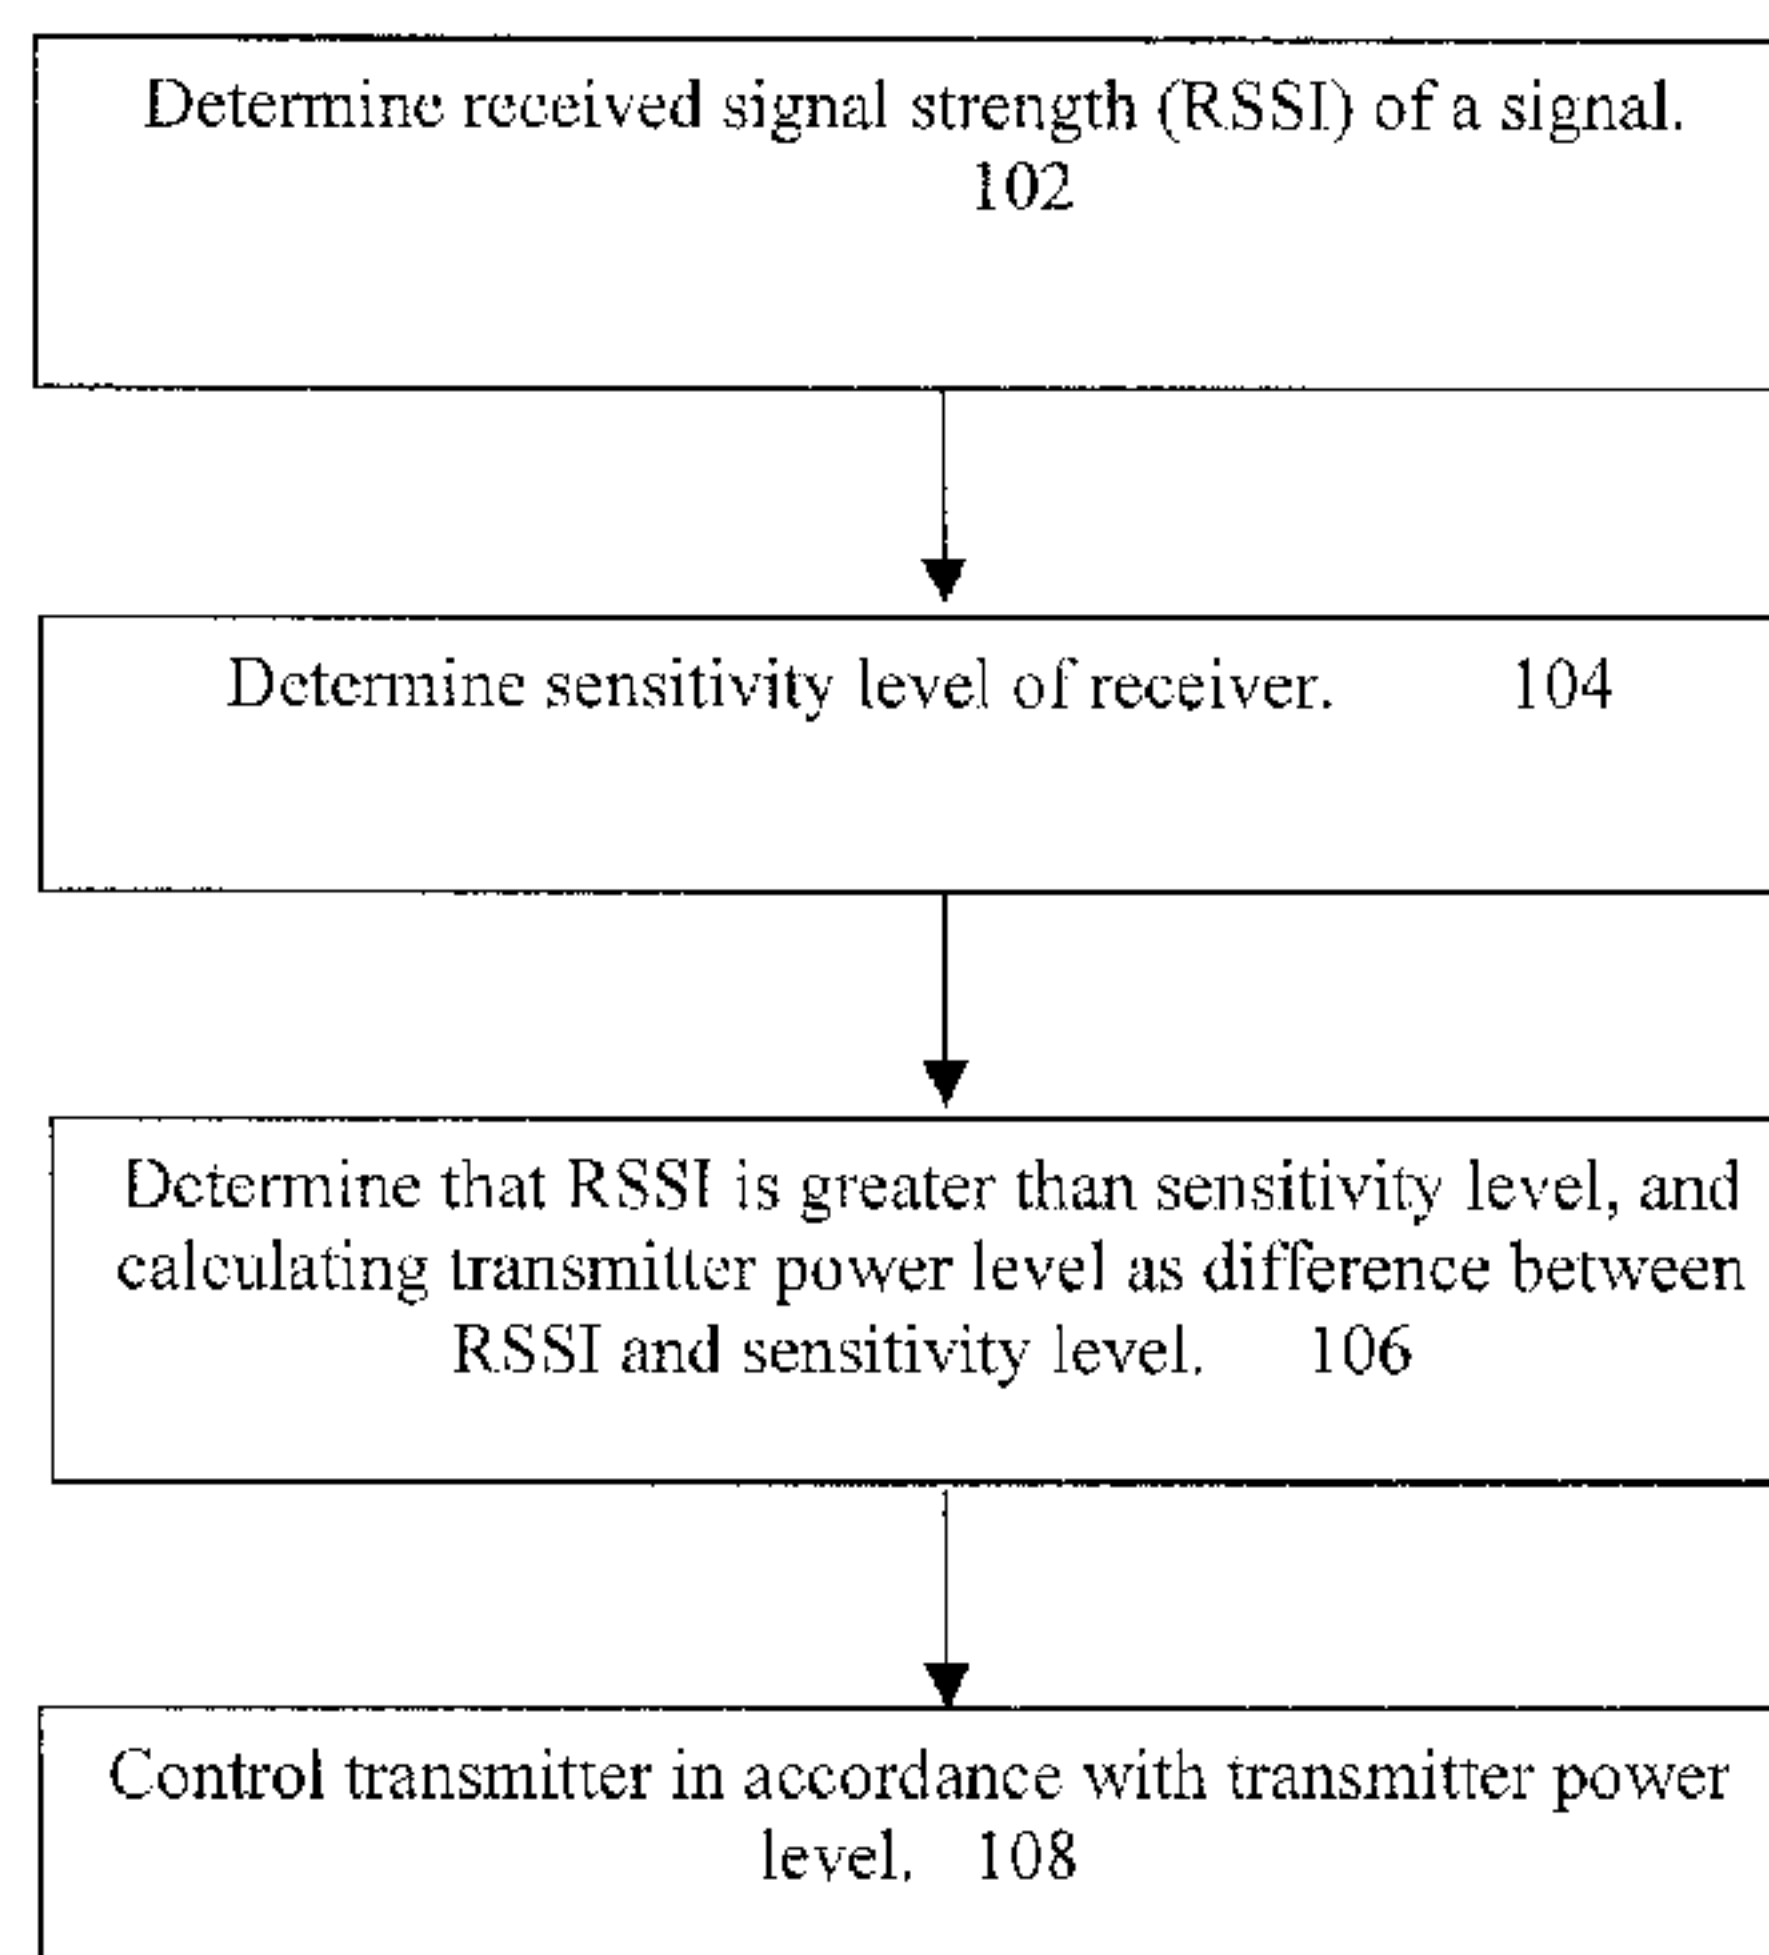 Determine received signal strength (RSSI) of a signal.
102
Determine sensitivity level of receiver. 104
Determine that RSSI is greater than sensitivity level, and
calculating transmitter power level as difference between
RSSI and sensitivity level. 106
Control transmitter in accordance with transmitter power
level. 108